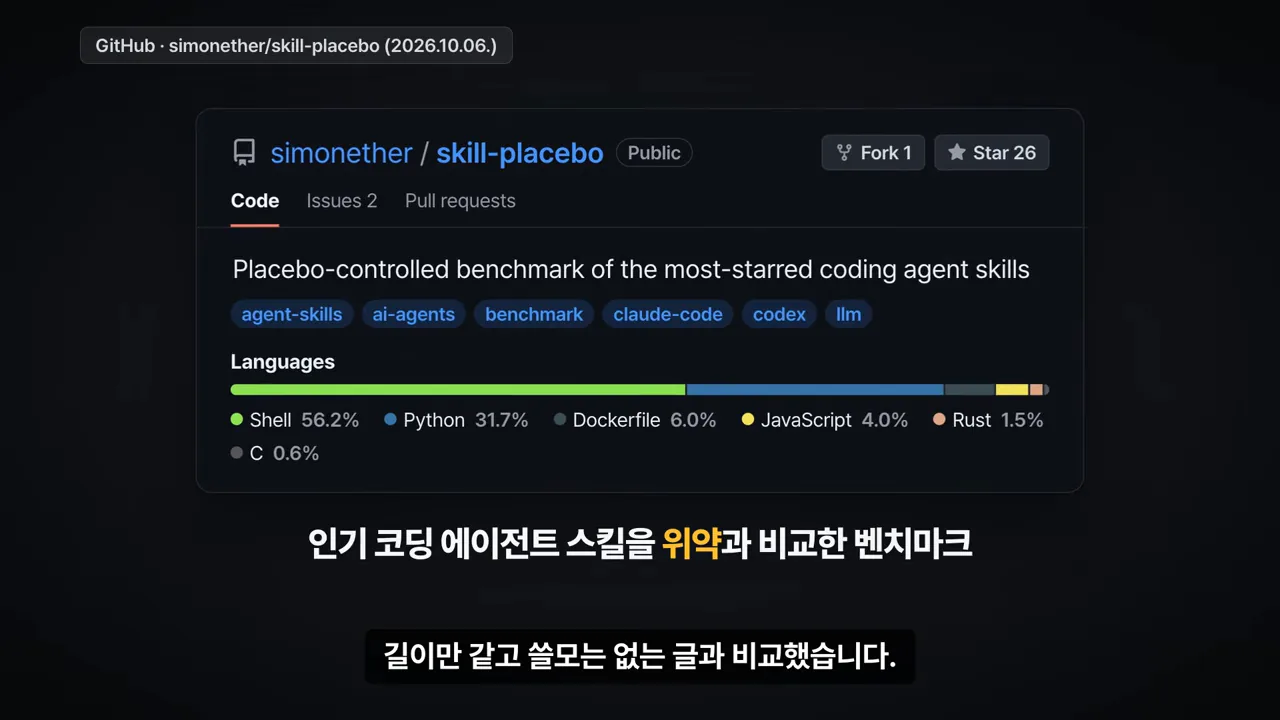 GitHub · simonether/skill-placebo (2026.10.06.)
simonether / skill-placebo Public Fork 1 Star 26
Code Issues 2 Pull requests
Placebo-controlled benchmark of the most-starred coding agent skills
agent-skills ai-agents benchmark claude-code codex llm
Languages
Shell 56.2% Python 31.7% Dockerfile 6.0% JavaScript 4.0% Rust 1.5%
C 0.6%
인기 코딩 에이전트 스킬을 위약과 비교한 벤치마크
길이만 같고 쓸모는 없는 글과 비교했습니다.